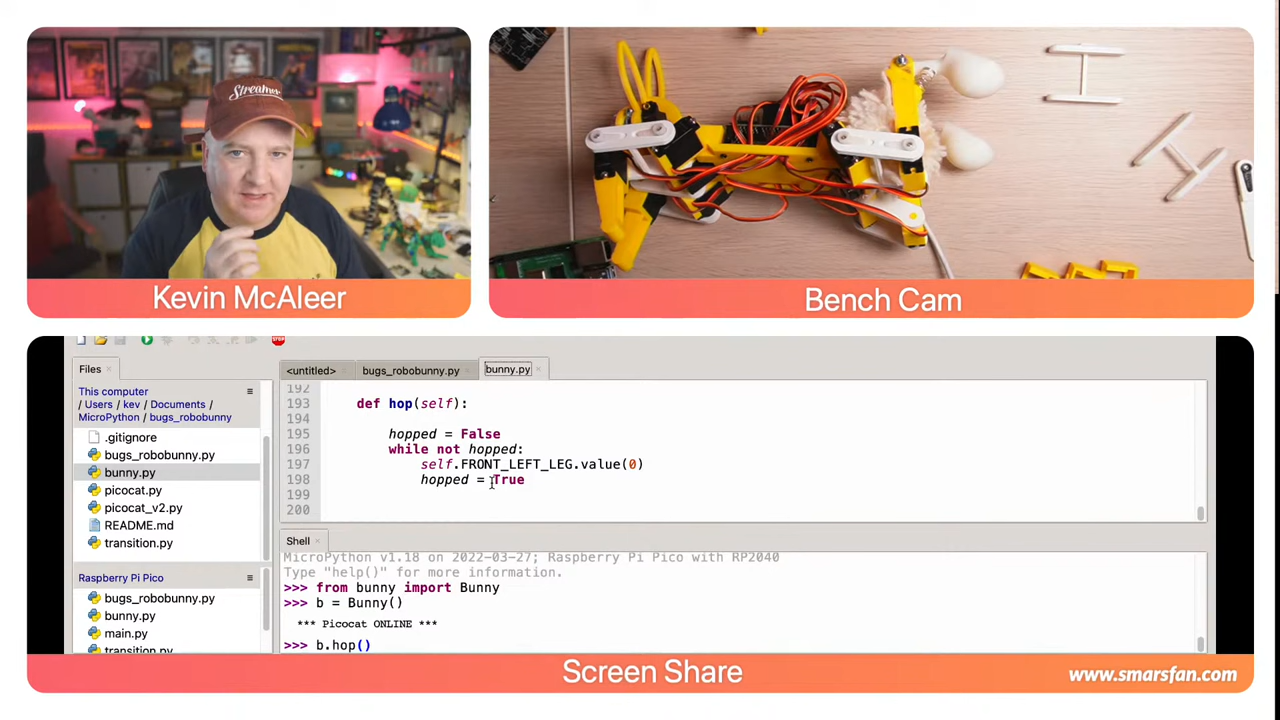 Streamer
Kevin McAleer
Bench Cam
Files
This computer
/ Users / kev / Documents /
MicroPython / bugs_robobunny
.gitignore
bugs_robobunny.py
bunny.py
picocat.py
picocat_v2.py
README.md
transition.py
Raspberry Pi Pico
bugs_robobunny.py
bunny.py
main.py
transition.py
<untitled>
bugs_robobunny.py
bunny.py
192
193 def hop(self):
194
195 hopped = False
196 while not hopped:
197 self.FRONT_LEFT_LEG.value(0)
198 hopped = True
199
200
Shell
MicroPython v1.18 on 2022-03-27; Raspberry Pi Pico with RP2040
Type "help()" for more information.
>>> from bunny import Bunny
>>> b = Bunny()
*** Picocat ONLINE ***
>>> b.hop()
Screen Share
www.smarsfan.com